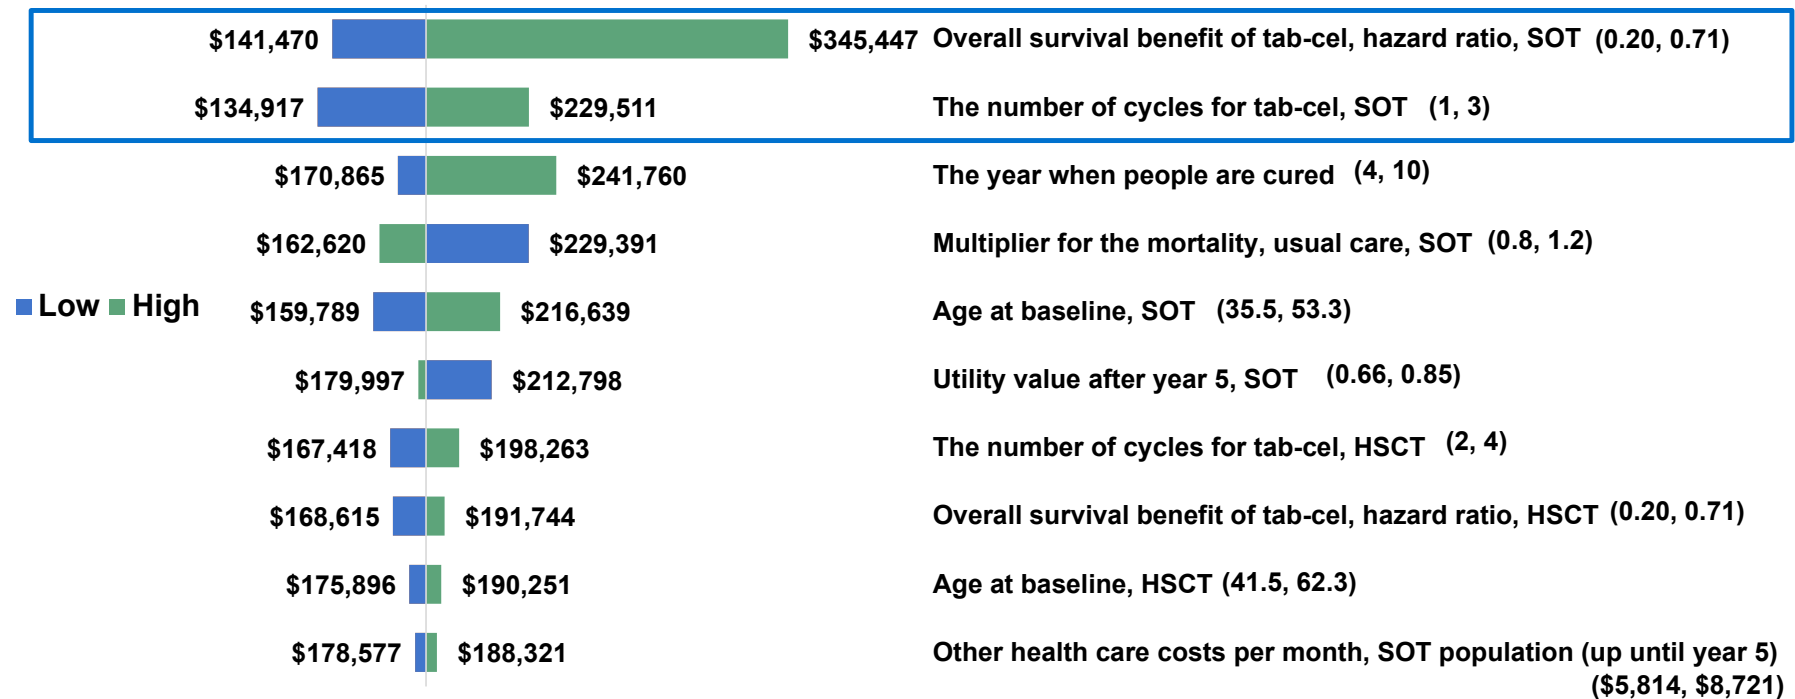 $141,470 $345,447 Overall survival benefit of tab-cel, hazard ratio, SOT (0.20, 0.71)
$134,917 $229,511 The number of cycles for tab-cel, SOT (1, 3)
$170,865 $241,760 The year when people are cured (4, 10)
$162,620 $229,391 Multiplier for the mortality, usual care, SOT (0.8, 1.2)
Low High $159,789 $216,639 Age at baseline, SOT (35.5, 53.3)
$179,997 $212,798 Utility value after year 5, SOT (0.66, 0.85)
$167,418 $198,263 The number of cycles for tab-cel, HSCT (2, 4)
$168,615 $191,744 Overall survival benefit of tab-cel, hazard ratio, HSCT (0.20, 0.71)
$175,896 $190,251 Age at baseline, HSCT (41.5, 62.3)
$178,577 $188,321 Other health care costs per month, SOT population (up until year 5)
($5,814, $8,721)